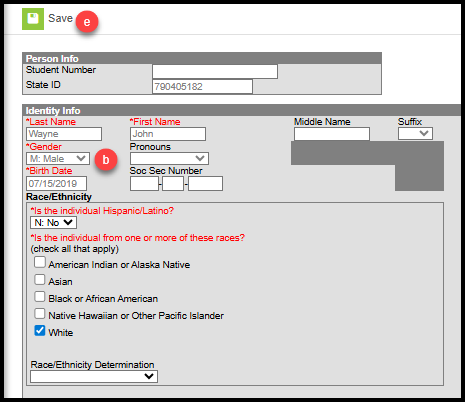 Save e
Person Info
Student Number
State ID 790405182
Identity Info
*Last Name *First Name Middle Name Suffix
Wayne John
*Gender Pronouns
M: Male b
*Birth Date Soc Sec Number
07/15/2019 - -
Race/Ethnicity
*Is the individual Hispanic/Latino?
N: No
*Is the individual from one or more of these races?
(check all that apply)
American Indian or Alaska Native
Asian
Black or African American
Native Hawaiian or Other Pacific Islander
White
Race/Ethnicity Determination